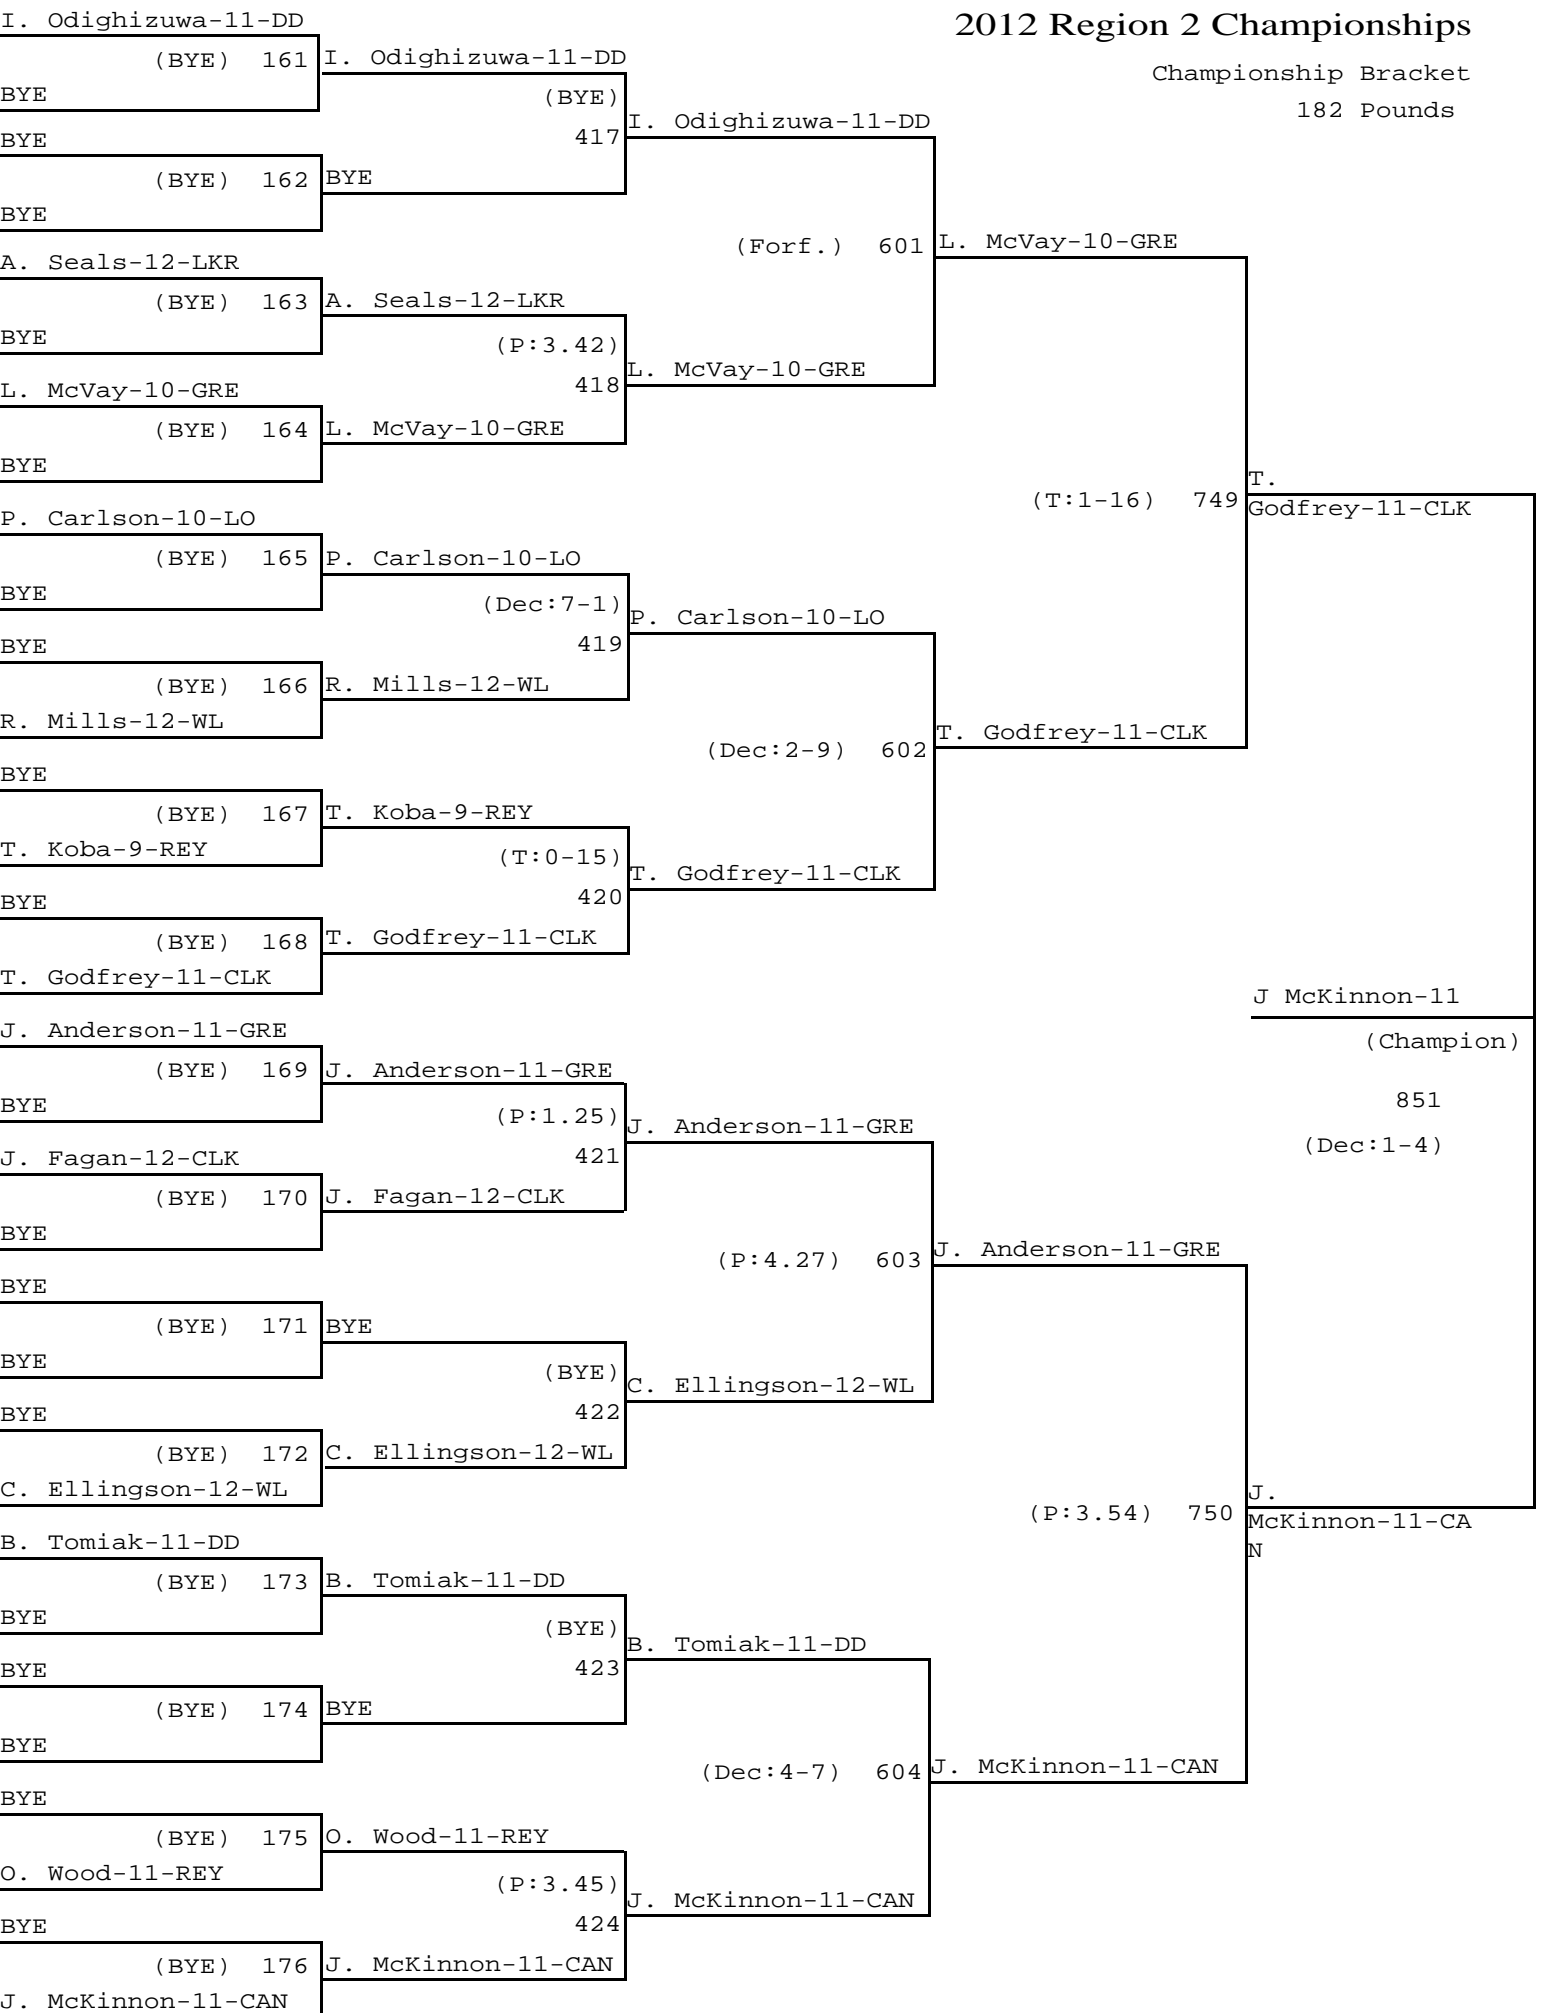 2012 Region 2 Championships
Championship Bracket
182 Pounds
I. Odighizuwa-11-DD
(BYE) 161
BYE
BYE
(BYE) 162
BYE
A. Seals-12-LKR
(BYE) 163
BYE
L. McVay-10-GRE
(BYE) 164
BYE
P. Carlson-10-LO
(BYE) 165
BYE
BYE
(BYE) 166
R. Mills-12-WL
BYE
(BYE) 167
T. Koba-9-REY
BYE
(BYE) 168
T. Godfrey-11-CLK
J. Anderson-11-GRE
(BYE) 169
BYE
J. Fagan-12-CLK
(BYE) 170
BYE
BYE
(BYE) 171
BYE
BYE
(BYE) 172
C. Ellingson-12-WL
B. Tomiak-11-DD
(BYE) 173
BYE
BYE
(BYE) 174
BYE
BYE
(BYE) 175
O. Wood-11-REY
BYE
(BYE) 176
J. McKinnon-11-CAN
I. Odighizuwa-11-DD
(BYE)
417
BYE
A. Seals-12-LKR
(P:3.42)
418
L. McVay-10-GRE
P. Carlson-10-LO
(Dec:7-1)
419
R. Mills-12-WL
T. Koba-9-REY
(T:0-15)
420
T. Godfrey-11-CLK
J. Anderson-11-GRE
(P:1.25)
421
J. Fagan-12-CLK
BYE
(BYE)
422
C. Ellingson-12-WL
B. Tomiak-11-DD
(BYE)
423
BYE
O. Wood-11-REY
(P:3.45)
424
J. McKinnon-11-CAN
I. Odighizuwa-11-DD
(Forf.) 601
L. McVay-10-GRE
P. Carlson-10-LO
(Dec:2-9) 602
T. Godfrey-11-CLK
J. Anderson-11-GRE
(P:4.27) 603
C. Ellingson-12-WL
B. Tomiak-11-DD
(Dec:4-7) 604
J. McKinnon-11-CAN
L. McVay-10-GRE
(T:1-16) 749
T. Godfrey-11-CLK
J. Anderson-11-GRE
(P:3.54) 750
J. McKinnon-11-CAN
T.
Godfrey-11-CLK
J McKinnon-11
(Champion)
851
(Dec:1-4)
J.
McKinnon-11-CA
N